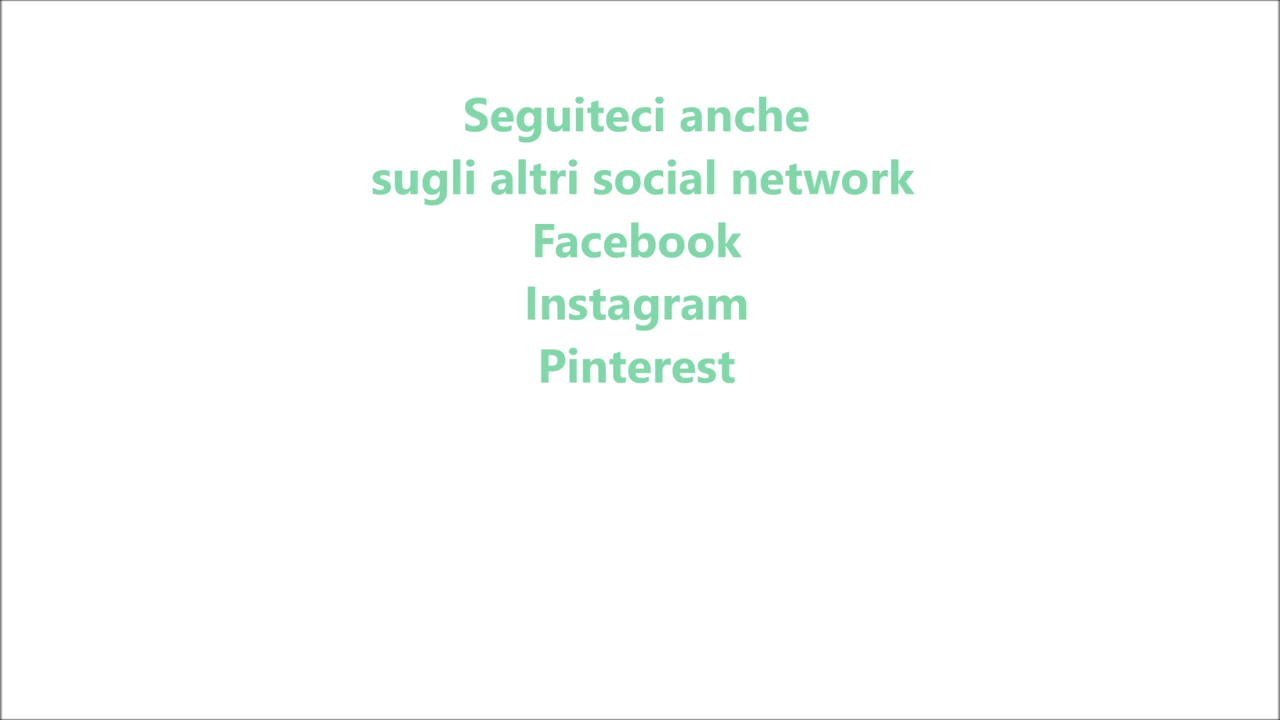 Seguiteci anche
sugli altri social network
Facebook
Instagram
Pinterest